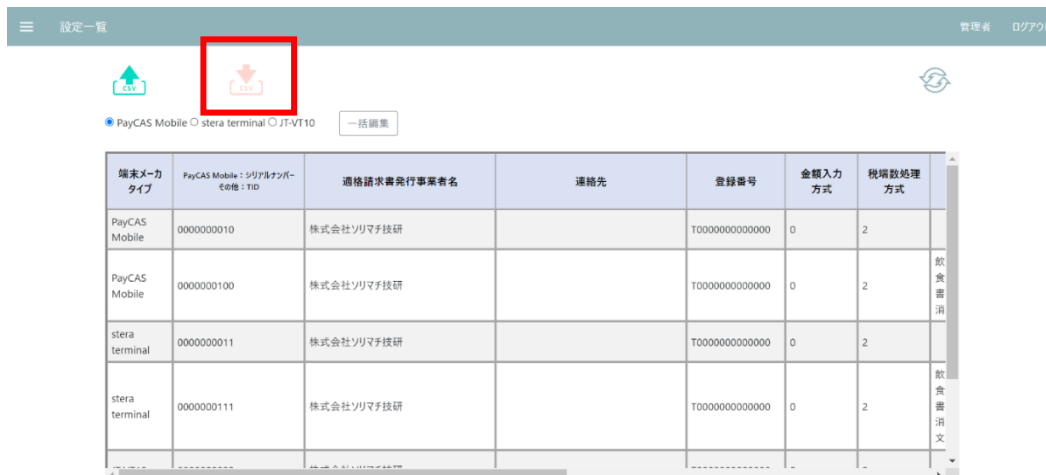 設定一覧 管理者 ログアウ
CSV CSV
PayCAS Mobile stera terminal JT-VT10 一括編集
端末メーカ
タイプ
PayCAS Mobile：シリアルナンバー
その他：TID
適格請求書発行事業者名
連絡先
登録番号
金額入力
方式
税端数処理
方式
PayCAS
Mobile
0000000010 株式会社ソリマチ技研 T0000000000000 0 2
PayCAS
Mobile
0000000100 株式会社ソリマチ技研 T0000000000000 0 2
飲
食
書
消
stera
terminal
0000000011 株式会社ソリマチ技研 T0000000000000 0 2
stera
terminal
0000000111 株式会社ソリマチ技研 T0000000000000 0 2
飲
食
書
消
文